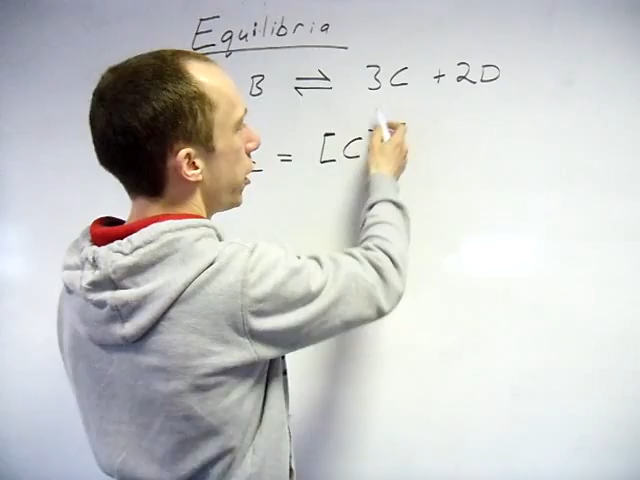 Equilibria
B ⇌ 3C + 2D
= [C